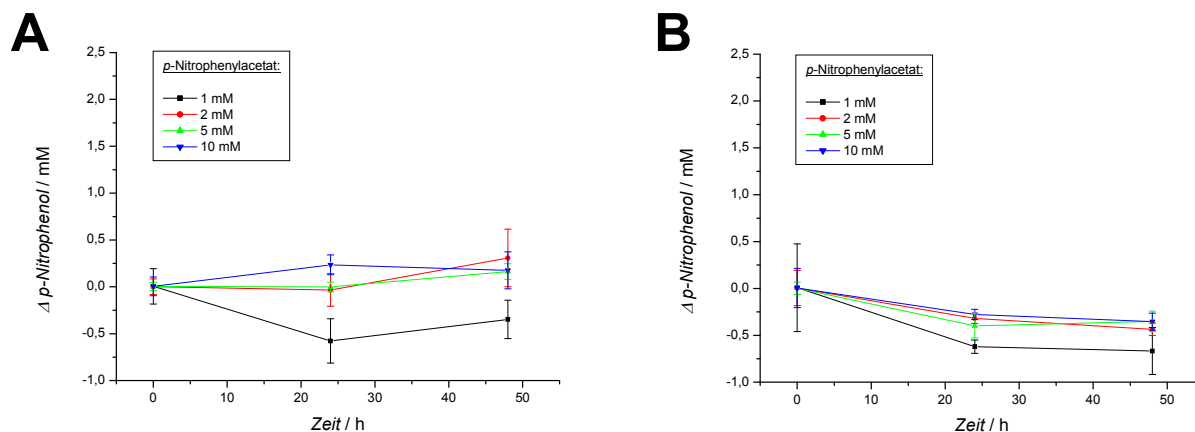 A
p-Nitrophenylacetat:
1 mM
2 mM
5 mM
10 mM
2,5
2,0
1,5
1,0
0,5
0,0
-0,5
-1,0
Δ p-Nitrophenol / mM
0 10 20 30 40 50
Zeit / h
B
p-Nitrophenylacetat:
1 mM
2 mM
5 mM
10 mM
2,5
2,0
1,5
1,0
0,5
0,0
-0,5
-1,0
Δ p-Nitrophenol / mM
0 10 20 30 40 50
Zeit / h